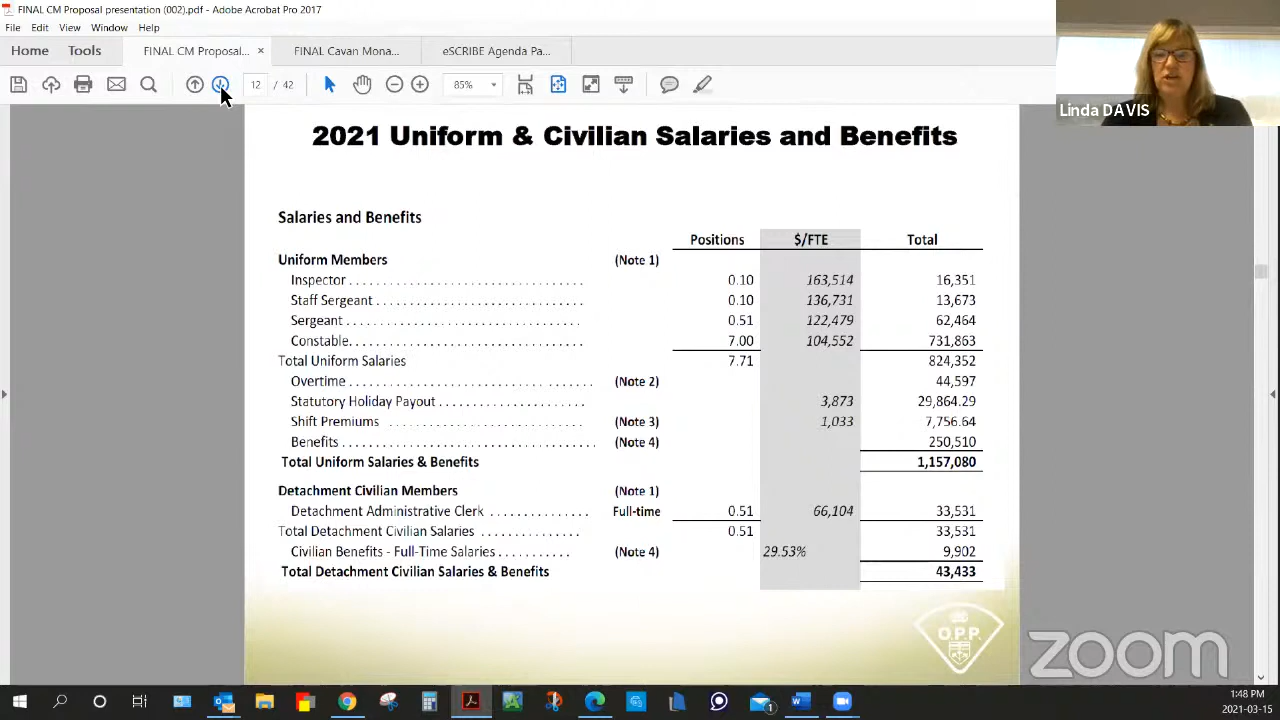 FINAL CM Proposal presentation (002).pdf - Adobe Acrobat Pro 2017
File Edit View Window Help
Home Tools FINAL CM Proposal... × FINAL Cavan Mona... eSCRIBE Agenda Pa...
12 / 42 85%
Linda DAVIS
2021 Uniform & Civilian Salaries and Benefits
Salaries and Benefits
Positions $/FTE Total
Uniform Members (Note 1)
Inspector 0.10 163,514 16,351
Staff Sergeant 0.10 136,731 13,673
Sergeant 0.51 122,479 62,464
Constable 7.00 104,552 731,863
Total Uniform Salaries 7.71 824,352
Overtime (Note 2) 44,597
Statutory Holiday Payout 3,873 29,864.29
Shift Premiums (Note 3) 1,033 7,756.64
Benefits (Note 4) 250,510
Total Uniform Salaries & Benefits 1,157,080
Detachment Civilian Members (Note 1)
Detachment Administrative Clerk Full-time 0.51 66,104 33,531
Total Detachment Civilian Salaries 0.51 33,531
Civilian Benefits - Full-Time Salaries (Note 4) 29.53% 9,902
Total Detachment Civilian Salaries & Benefits 43,433
O.P.P.
zoom
1:48 PM
2021-03-15